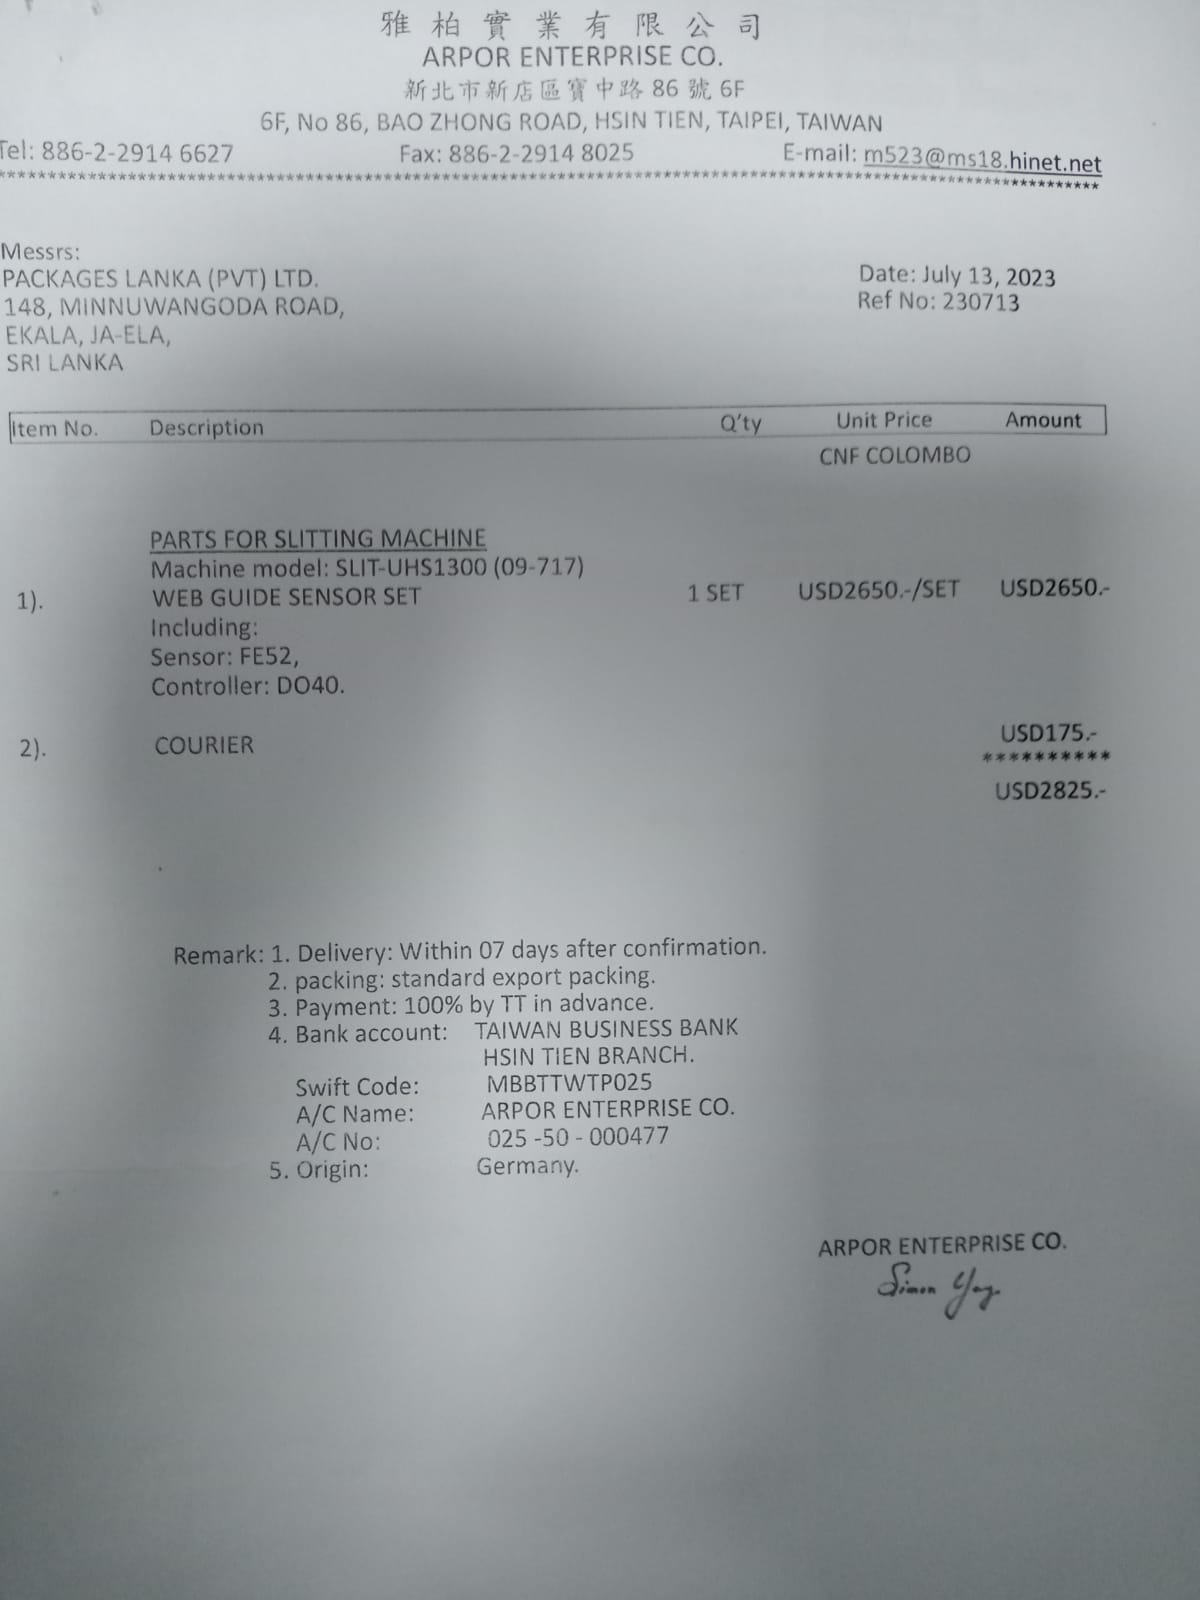 雅柏實業有限公司
ARPOR ENTERPRISE CO.
新北市新店區寶中路 86 號 6F
6F, No 86, BAO ZHONG ROAD, HSIN TIEN, TAIPEI, TAIWAN
Tel: 886-2-2914 6627 Fax: 886-2-2914 8025 E-mail: m523@ms18.hinet.net
Messrs:
PACKAGES LANKA (PVT) LTD. Date: July 13, 2023
148, MINNUWANGODA ROAD, Ref No: 230713
EKALA, JA-ELA,
SRI LANKA
Item No. Description Q'ty Unit Price Amount
CNF COLOMBO
PARTS FOR SLITTING MACHINE
Machine model: SLIT-UHS1300 (09-717)
1). WEB GUIDE SENSOR SET 1 SET USD2650.-/SET USD2650.-
Including:
Sensor: FE52,
Controller: DO40.
2). COURIER USD175.-
**********
USD2825.-
Remark: 1. Delivery: Within 07 days after confirmation.
2. packing: standard export packing.
3. Payment: 100% by TT in advance.
4. Bank account: TAIWAN BUSINESS BANK
HSIN TIEN BRANCH.
Swift Code: MBBTTWTP025
A/C Name: ARPOR ENTERPRISE CO.
A/C No: 025 -50 - 000477
5. Origin: Germany.
ARPOR ENTERPRISE CO.
Simon